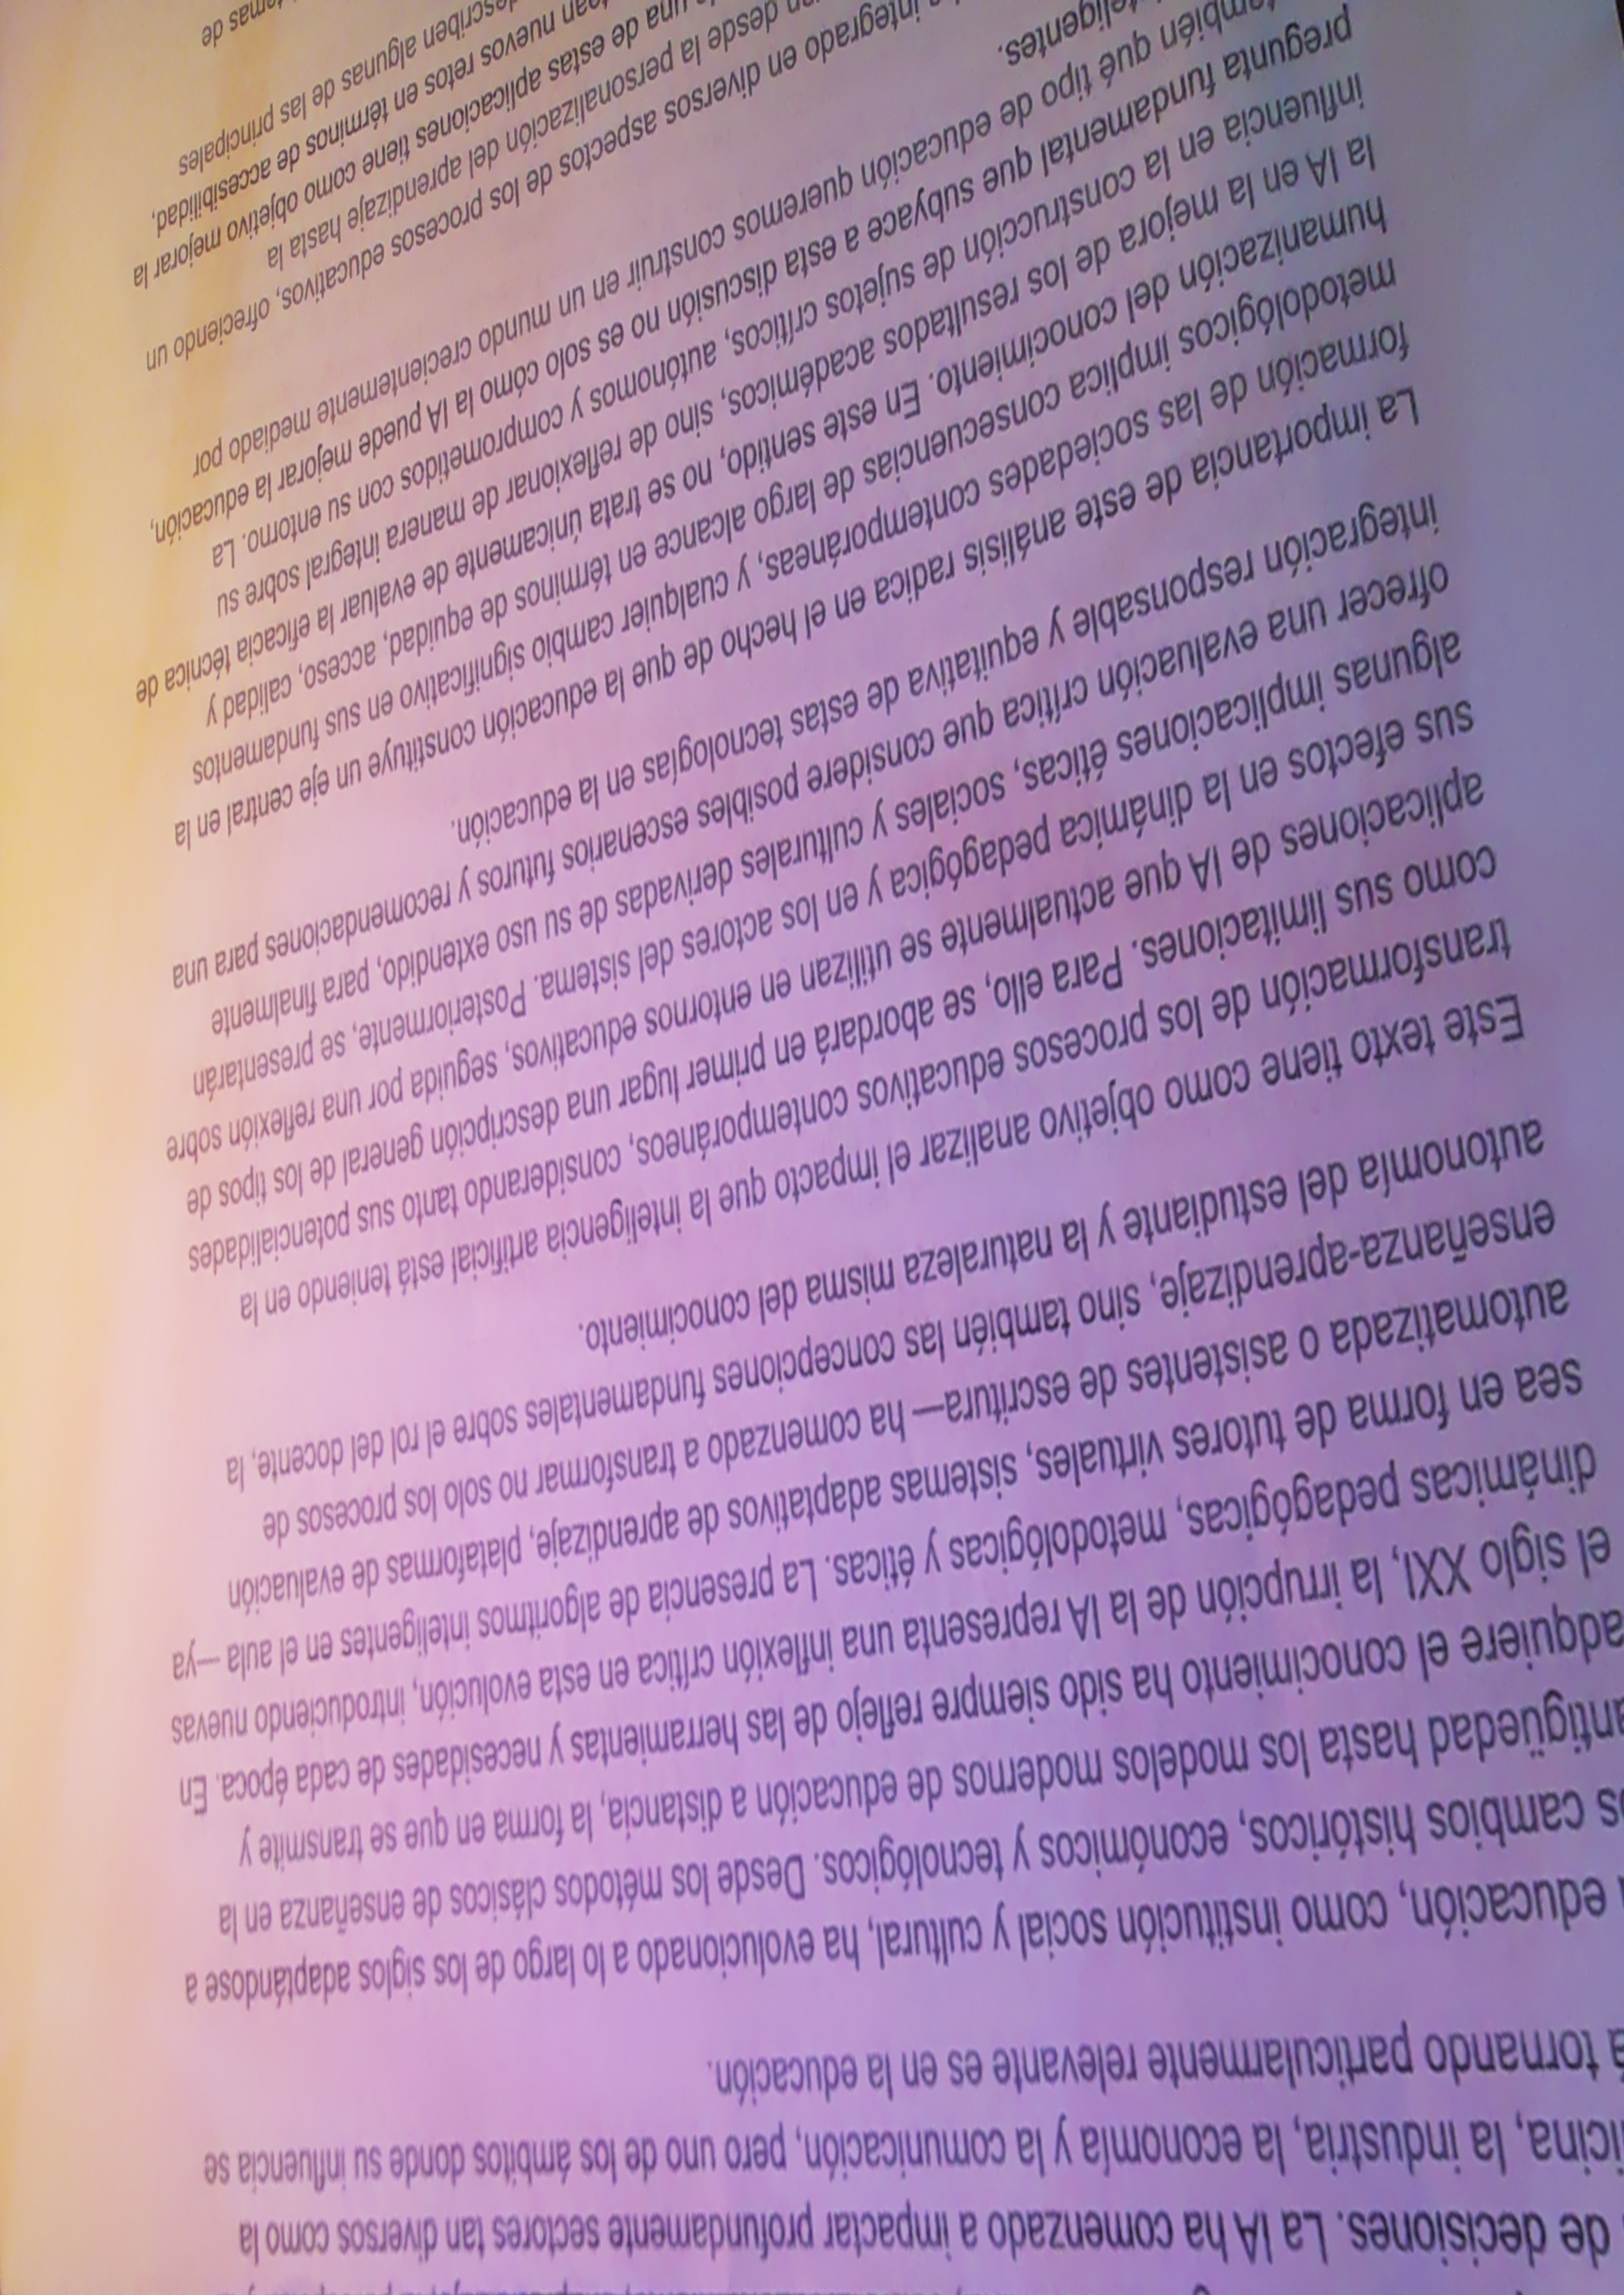 de decisiones. La IA ha comenzado a impactar profundamente sectores tan diversos como la
la industria, la economía y la comunicación, pero uno de los ámbitos donde su influencia se
tornando particularmente relevante es en la educación.
educación, como institución social y cultural, ha evolucionado a lo largo de los siglos adaptándose a
cambios históricos, económicos y tecnológicos. Desde los métodos clásicos de enseñanza en la
antigüedad hasta los modelos modernos de educación a distancia, la forma en que se transmite y
adquiere el conocimiento ha sido siempre reflejo de las herramientas y necesidades de cada época. En
el siglo XXI, la irrupción de la IA representa una inflexión crítica en esta evolución, introduciendo nuevas
dinámicas pedagógicas, metodológicas y éticas. La presencia de algoritmos inteligentes en el aula —ya
sea en forma de tutores virtuales, sistemas adaptativos de aprendizaje, plataformas de evaluación
automatizada o asistentes de escritura— ha comenzado a transformar no solo los procesos de
enseñanza-aprendizaje, sino también las concepciones fundamentales sobre el rol del docente, la
autonomía del estudiante y la naturaleza misma del conocimiento.
Este texto tiene como objetivo analizar el impacto que la inteligencia artificial está teniendo en la
transformación de los procesos educativos contemporáneos, considerando tanto sus potencialidades
como sus limitaciones. Para ello, se abordará en primer lugar una descripción general de los tipos de
aplicaciones de IA que actualmente se utilizan en entornos educativos, seguida por una reflexión sobre
sus efectos en la dinámica pedagógica y en los actores del sistema. Posteriormente, se presentarán
algunas implicaciones éticas, sociales y culturales derivadas de su uso extendido, para finalmente
ofrecer una evaluación crítica que considere posibles escenarios futuros y recomendaciones para una
integración responsable y equitativa de estas tecnologías en la educación.
La importancia de este análisis radica en el hecho de que la educación constituye un eje central en la
formación de las sociedades contemporáneas, y cualquier cambio significativo en sus fundamentos
metodológicos implica consecuencias de largo alcance en términos de equidad, acceso, calidad y
humanización del conocimiento. En este sentido, no se trata únicamente de evaluar la eficacia técnica de
la IA en la mejora de los resultados académicos, sino de reflexionar de manera integral sobre su
influencia en la construcción de sujetos críticos, autónomos y comprometidos con su entorno. La
pregunta fundamental que subyace a esta discusión no es solo cómo la IA puede mejorar la educación,
también qué tipo de educación queremos construir en un mundo crecientemente mediado por
integrado en diversos aspectos de los procesos educativos, ofreciendo un
desde la personalización del aprendizaje hasta la
una de estas aplicaciones tiene como objetivo mejorar la
nuevos retos en términos de accesibilidad,
describen algunas de las principales
de